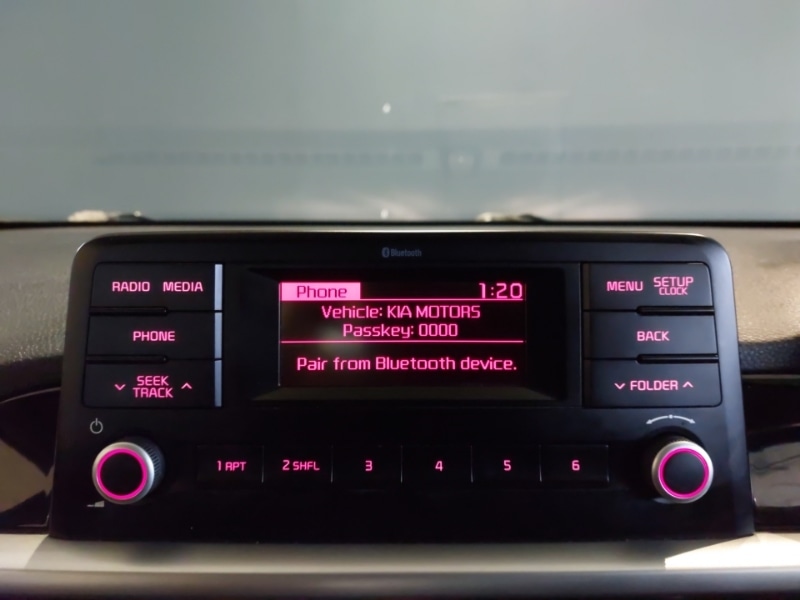 Bluetooth
RADIO MEDIA
PHONE
SEEK
TRACK
Phone 1:20
Vehicle: KIA MOTORS
Passkey: 0000
Pair from Bluetooth device.
MENU SETUP
CLOCK
BACK
FOLDER
1 RPT 2 SHFL 3 4 5 6